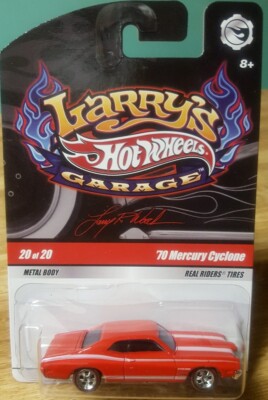 8+
Larry's
Hot Wheels
GARAGE
20 of 20
'70 Mercury Cyclone
METAL BODY
REAL RIDERS® TIRES